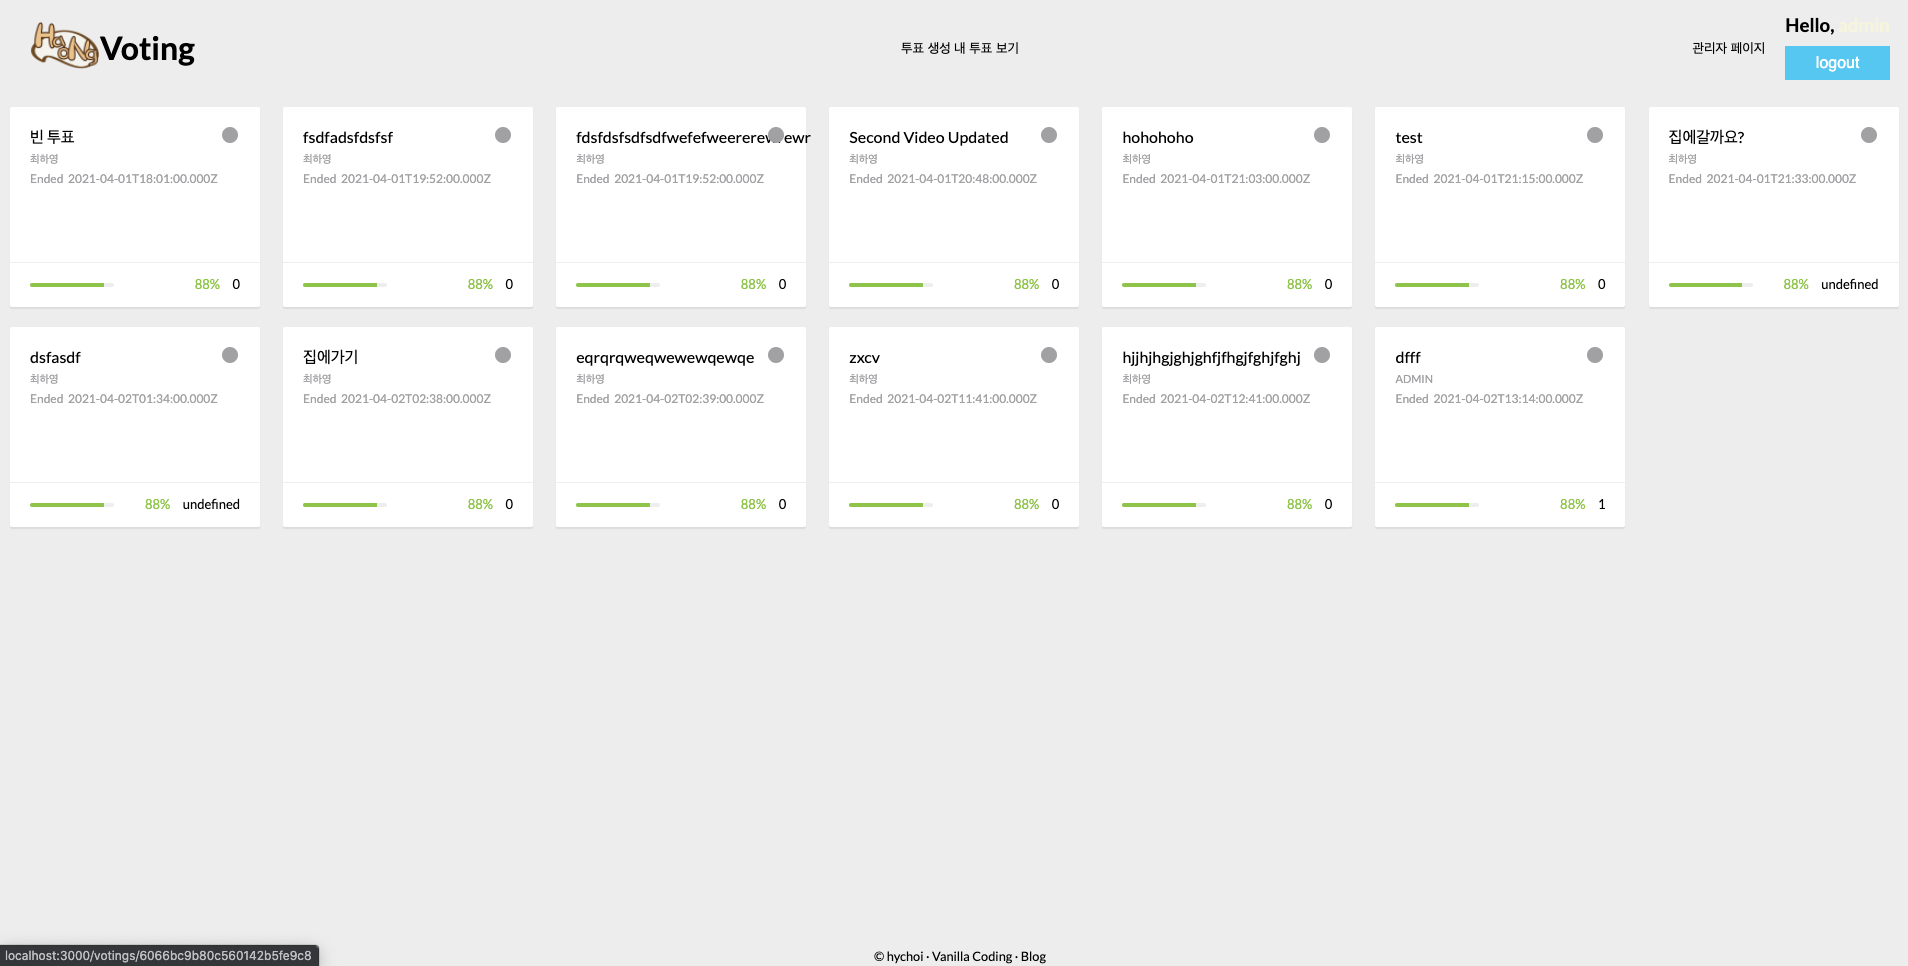 HaONg Voting
투표 생성 내 투표 보기
관리자 페이지
Hello, admin
logout
빈 투표
최하영
Ended 2021-04-01T18:01:00.000Z
88% 0
fsdfadsfdsfsf
최하영
Ended 2021-04-01T19:52:00.000Z
88% 0
최하영
Ended 2021-04-01T19:52:00.000Z
88% 0
Second Video Updated
최하영
Ended 2021-04-01T20:48:00.000Z
88% 0
hohohoho
최하영
Ended 2021-04-01T21:03:00.000Z
88% 0
test
최하영
Ended 2021-04-01T21:15:00.000Z
88% 0
집에갈까요?
최하영
Ended 2021-04-01T21:33:00.000Z
88% undefined
dsfasdf
최하영
Ended 2021-04-02T01:34:00.000Z
88% undefined
집에가기
최하영
Ended 2021-04-02T02:38:00.000Z
88% 0
eqrqrqweqwewewqewqe
최하영
Ended 2021-04-02T02:39:00.000Z
88% 0
zxcv
최하영
Ended 2021-04-02T11:41:00.000Z
88% 0
hjjhjhgjghjghfjfhgjfghjfghj
최하영
Ended 2021-04-02T12:41:00.000Z
88% 0
dfff
ADMIN
Ended 2021-04-02T13:14:00.000Z
88% 1
localhost:3000/votings/6066bc9b80c560142b5fe9c8
© hychoi · Vanilla Coding · Blog